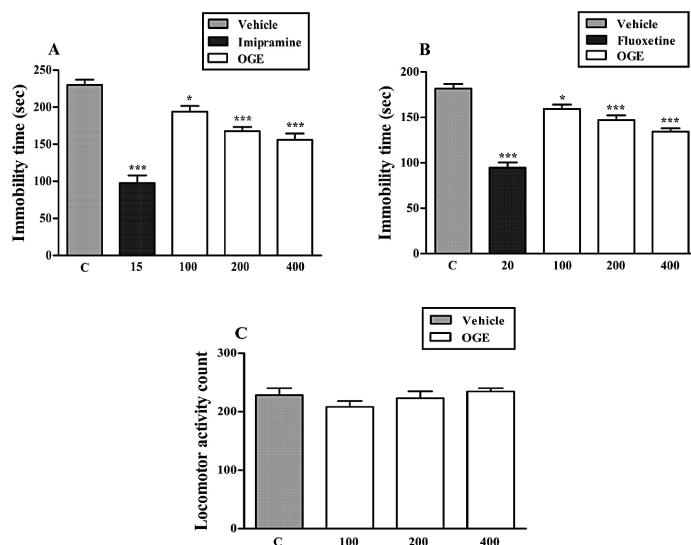 Vehicle
Imipramine
OGE
A
Immobility time (sec)
250
200
150
100
50
0
***
*
***
***
C 15 100 200 400
Vehicle
Fluoxetine
OGE
B
Immobility time (sec)
200
150
100
50
0
***
*
***
***
C 20 100 200 400
Vehicle
OGE
C
Locomotor activity count
300
200
100
0
C 100 200 400